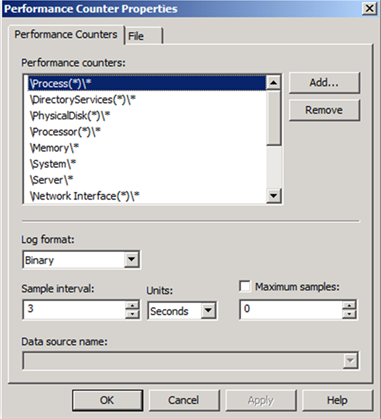 Performance Counter Properties
Performance Counters File
Performance counters:
\Process(*)\*
\DirectoryServices(*)\*
\PhysicalDisk(*)\*
\Processor(*)\*
\Memory\*
\System\*
\Server\*
\Network Interface(*)\*
Add...
Remove
Log format:
Binary
Sample interval: Units: Maximum samples:
3 Seconds 0
Data source name:
OK Cancel Apply Help